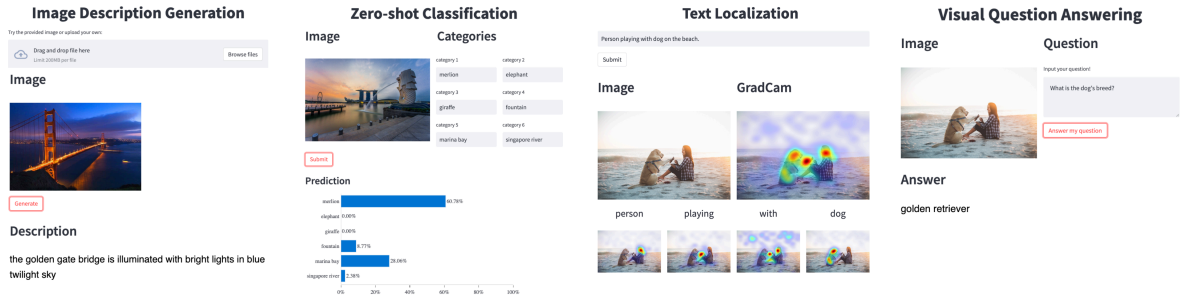 Image Description Generation
Try the provided image or upload your own:
Drag and drop file here
Limit 200MB per file
Browse files
Image
Generate
Description
the golden gate bridge is illuminated with bright lights in blue
twilight sky
Zero-shot Classification
Image
Categories
category 1
category 2
merlion
elephant
category 3
category 4
giraffe
fountain
category 5
category 6
marina bay
singapore river
Submit
Prediction
merlion 60.78%
elephant 0.00%
giraffe 0.00%
fountain 8.77%
marina bay 28.06%
singapore river 2.38%
0% 20% 40% 60% 80% 100%
Text Localization
Person playing with dog on the beach.
Submit
Image
GradCam
person playing with dog
Visual Question Answering
Image
Question
Input your question!
What is the dog's breed?
Answer my question
Answer
golden retriever